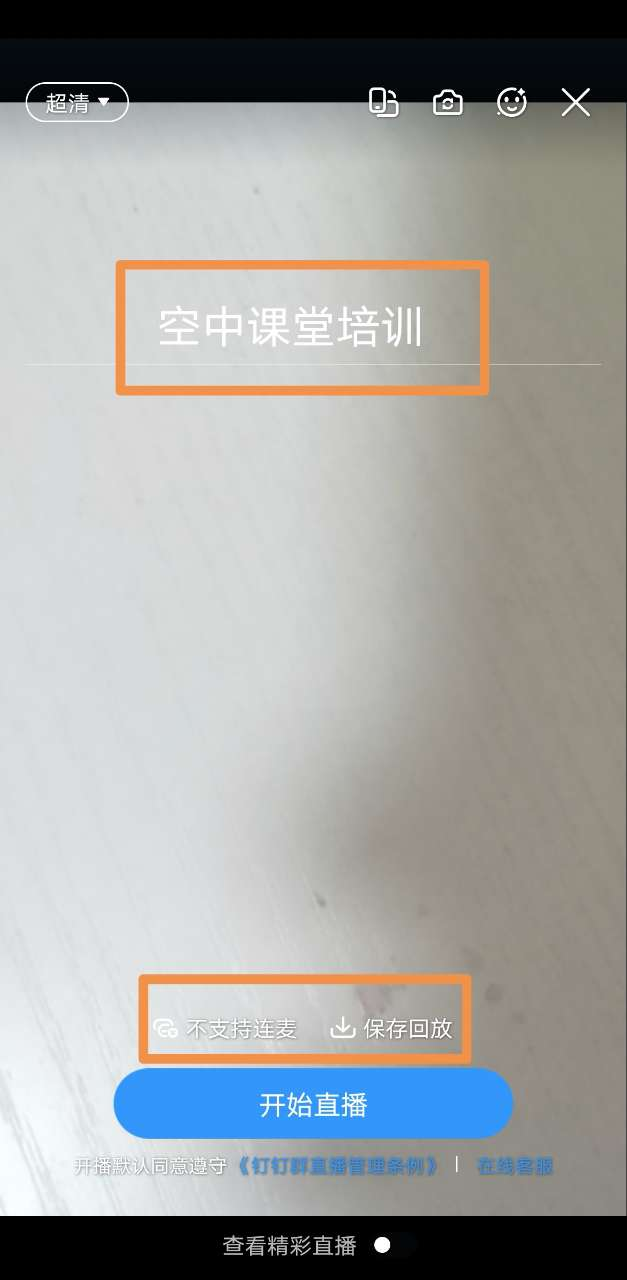 超清
空中课堂培训
不支持连麦 保存回放
开始直播
开播默认同意遵守《钉钉群直播管理条例》 | 在线客服
查看精彩直播